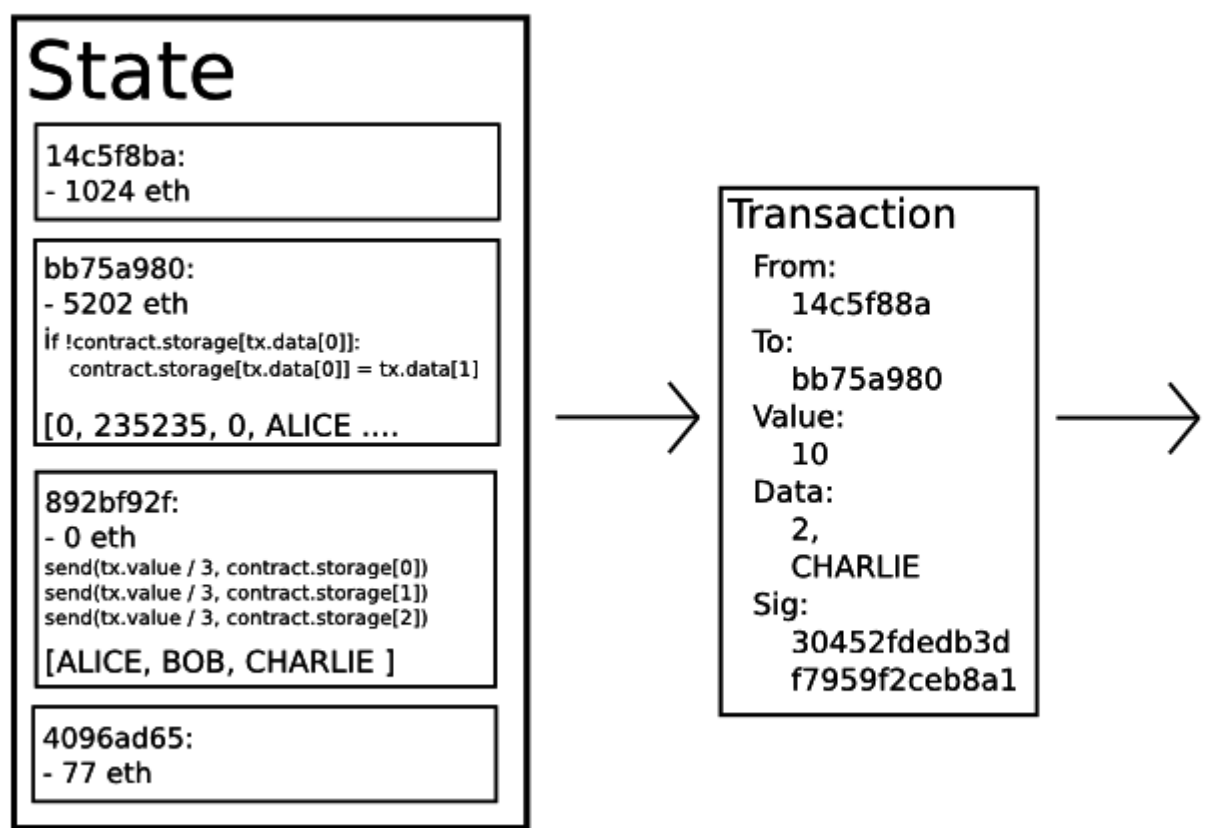 State
14c5f8ba:
- 1024 eth
bb75a980:
- 5202 eth
if !contract.storage[tx.data[0]]:
contract.storage[tx.data[0]] = tx.data[1]
[0, 235235, 0, ALICE ....
892bf92f:
- 0 eth
send(tx.value / 3, contract.storage[0])
send(tx.value / 3, contract.storage[1])
send(tx.value / 3, contract.storage[2])
[ALICE, BOB, CHARLIE ]
4096ad65:
- 77 eth
Transaction
From:
14c5f88a
To:
bb75a980
Value:
10
Data:
2,
CHARLIE
Sig:
30452fdedb3d
f7959f2ceb8a1